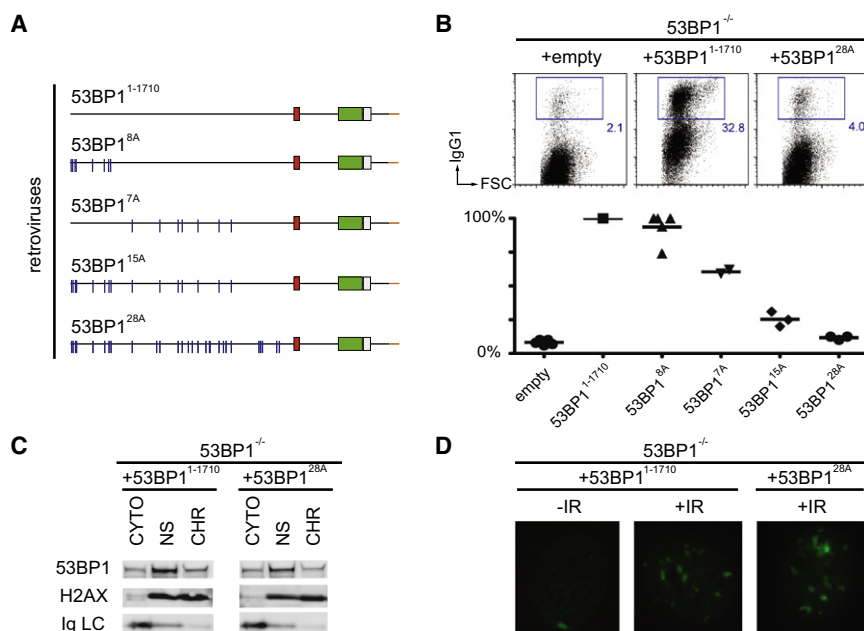 A
retroviruses
53BP1 1-1710
53BP1 8A
53BP1 7A
53BP1 15A
53BP1 28A
B
53BP1 -/-
+empty
+53BP1 1-1710
+53BP1 28A
IgG1
FSC
2.1
32.8
4.0
100%
0%
empty
53BP1 1-1710
53BP1 8A
53BP1 7A
53BP1 15A
53BP1 28A
C
53BP1 -/-
+53BP1 1-1710
+53BP1 28A
CYTO NS CHR CYTO NS CHR
53BP1
H2AX
Ig LC
D
53BP1 -/-
+53BP1 1-1710
+53BP1 28A
-IR +IR +IR